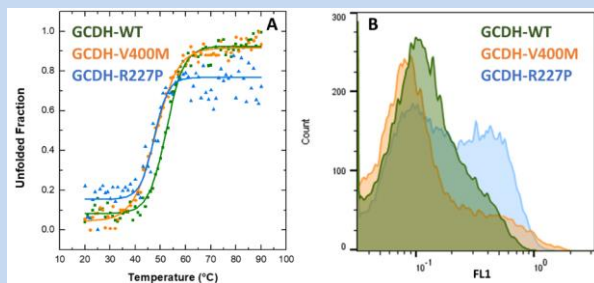 A
GCDH-WT
GCDH-V400M
GCDH-R227P
Unfolded Fraction
1.0
0.8
0.6
0.4
0.2
0.0
10 20 30 40 50 60 70 80 90 100
Temperature (°C)
B
GCDH-WT
GCDH-V400M
GCDH-R227P
Count
300
200
100
0
10⁻¹ 10⁰
FL1